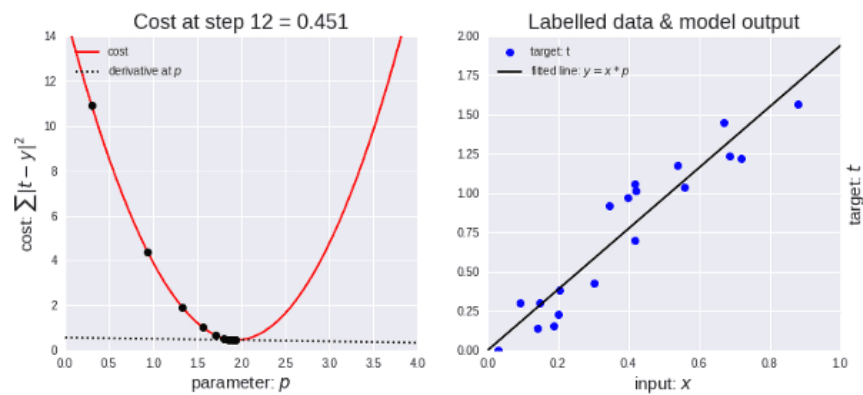 Cost at step 12 = 0.451
14
12
10
8
6
4
2
0
cost: ∑|t − y|²
cost
derivative at p
0.0 0.5 1.0 1.5 2.0 2.5 3.0 3.5 4.0
parameter: p
Labelled data & model output
2.00
1.75
1.50
1.25
1.00
0.75
0.50
0.25
0.00
target: t
fitted line: y = x * p
target: t
0.0 0.2 0.4 0.6 0.8 1.0
input: x